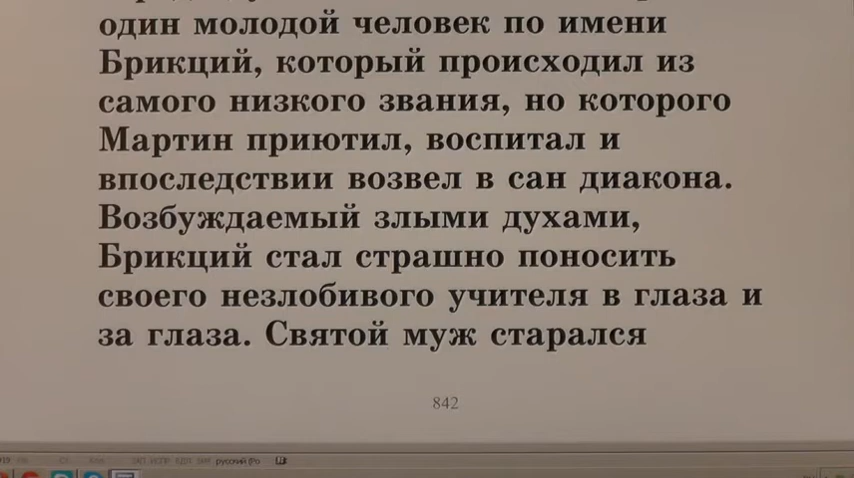 один молодой человек по имени
Брикций, который происходил из
самого низкого звания, но которого
Мартин приютил, воспитал и
впоследствии возвел в сан диакона.
Возбуждаемый злыми духами,
Брикций стал страшно поносить
своего незлобивого учителя в глаза и
за глаза. Святой муж старался
842
русский (Ро